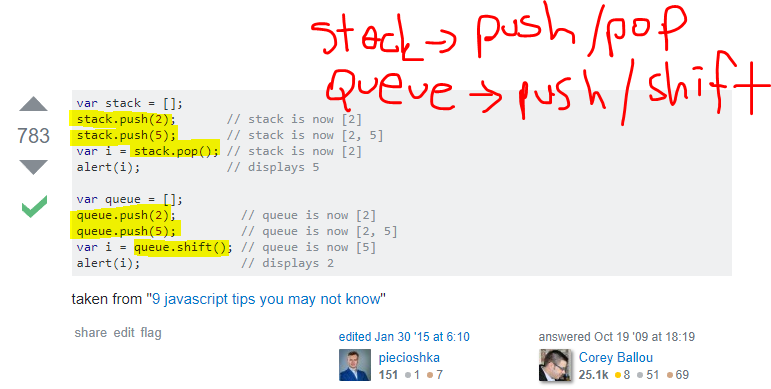 stack → push/pop
queue → push/shift
var stack = [];
stack.push(2);       // stack is now [2]
stack.push(5);       // stack is now [2, 5]
var i = stack.pop(); // stack is now [2]
alert(i);            // displays 5
783
var queue = [];
queue.push(2);         // queue is now [2]
queue.push(5);         // queue is now [2, 5]
var i = queue.shift(); // queue is now [5]
alert(i);              // displays 2
taken from "9 javascript tips you may not know"
share edit flag
edited Jan 30 '15 at 6:10
piecioshka
151 ●1 ●7
answered Oct 19 '09 at 18:19
Corey Ballou
25.1k ●8 ●51 ●69